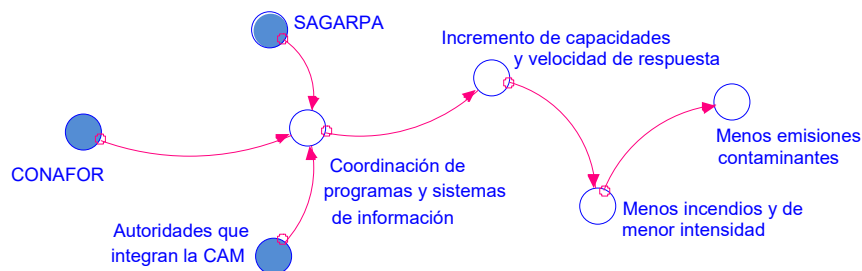 SAGARPA
Incremento de capacidades
y velocidad de respuesta
CONAFOR
Coordinación de
programas y sistemas
de información
Menos emisiones
contaminantes
Autoridades que
integran la CAM
Menos incendios y de
menor intensidad